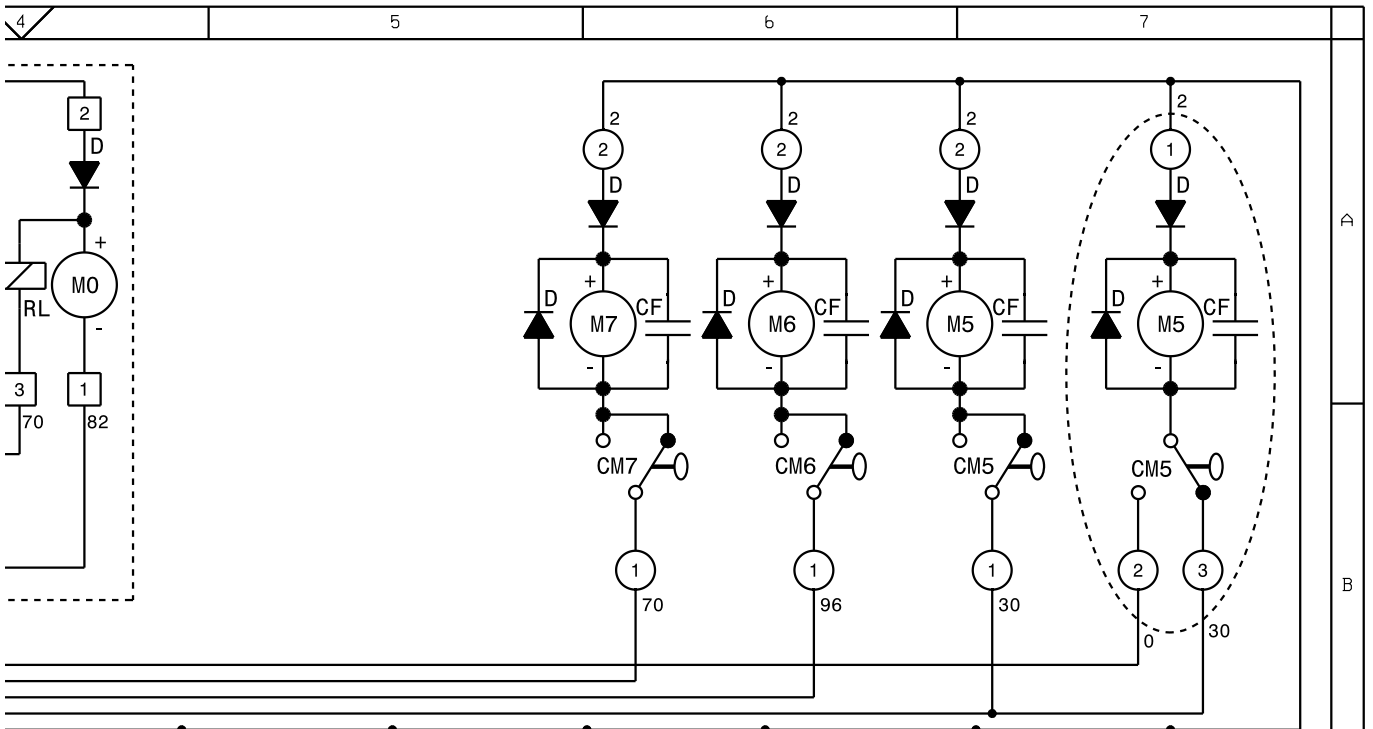 4 5 6 7
2 2 2 2 2
2 2 2 1
D D D D D
A
+ + + + +
M0 D M7 CF D M6 CF D M5 CF D M5 CF
RL
- - - - -
3 1
70 82
CM7 CM6 CM5 CM5
1 1 1 2 3
B
70 96 30
0 30